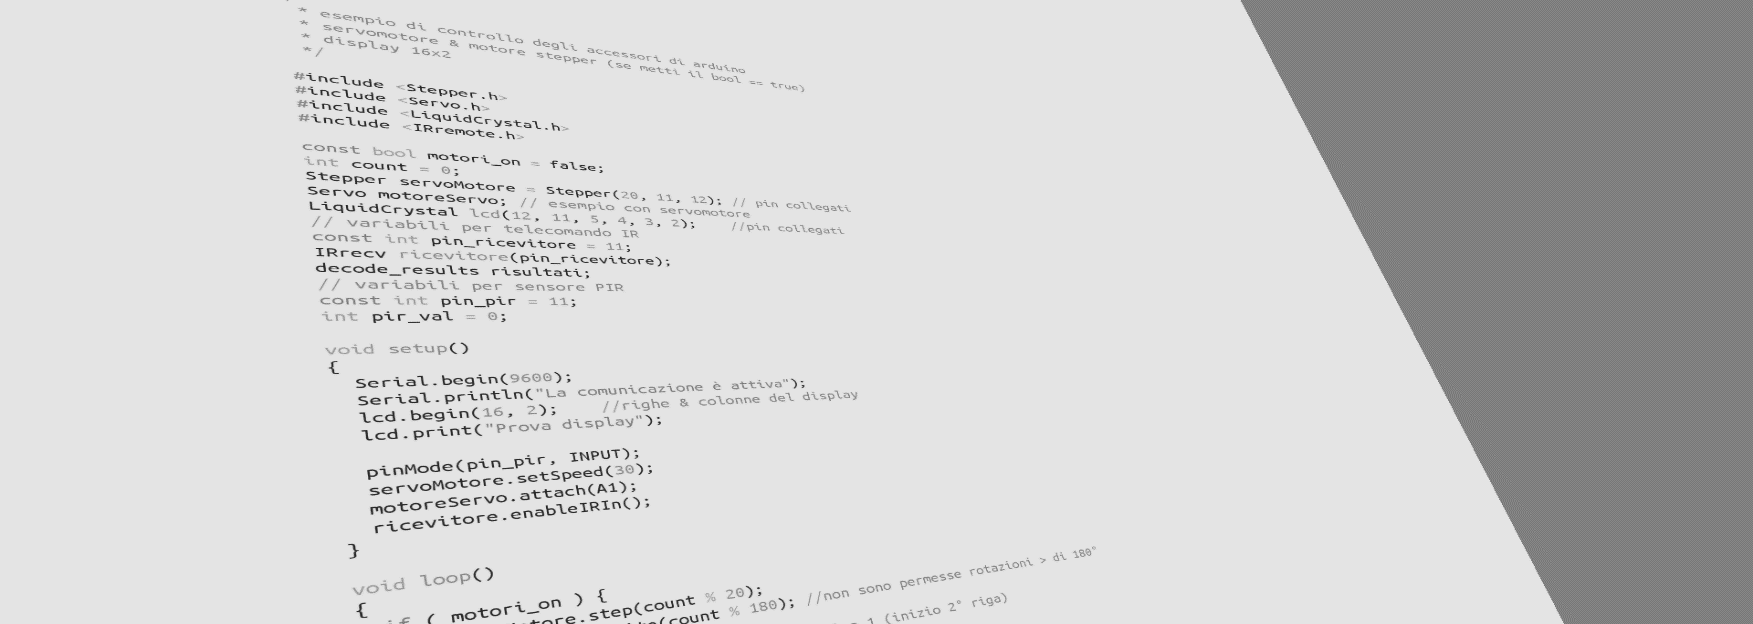 * esempio di controllo degli accessori di arduino
* servomotore & motore stepper (se metti il bool == true)
* display 16x2
*/
#include <Stepper.h>
#include <Servo.h>
#include <LiquidCrystal.h>
#include <IRremote.h>
const bool motori_on = false;
int count = 0;
Stepper servoMotore = Stepper(20, 11, 12); // pin collegati
Servo motoreServo; // esempio con servomotore
LiquidCrystal lcd(12, 11, 5, 4, 3, 2); //pin collegati
// variabili per telecomando IR
const int pin_ricevitore = 11;
IRrecv ricevitore(pin_ricevitore);
decode_results risultati;
// variabili per sensore PIR
const int pin_pir = 11;
int pir_val = 0;
void setup()
{
Serial.begin(9600);
Serial.println("La comunicazione è attiva");
lcd.begin(16, 2); //righe & colonne del display
lcd.print("Prova display");
pinMode(pin_pir, INPUT);
servoMotore.setSpeed(30);
motoreServo.attach(A1);
ricevitore.enableIRIn();
}
void loop()
{
if ( motori_on ) {
.step(count % 20);
(count % 180); //non sono permesse rotazioni > di 180°
1 (inizio 2° riga)